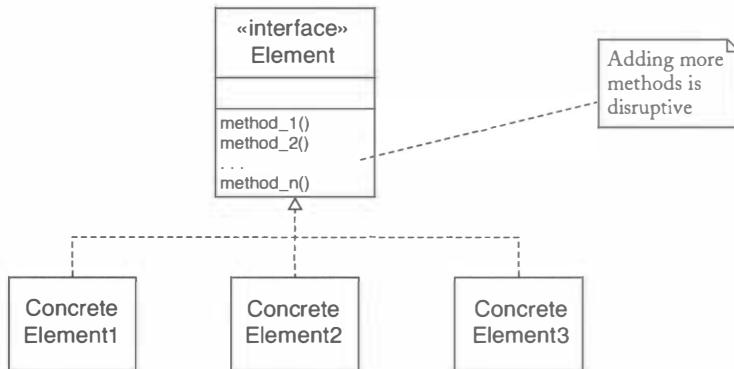 «interface»
Element
method_1()
method_2()
. . .
method_n()
Adding more
methods is
disruptive
Concrete
Element1
Concrete
Element2
Concrete
Element3